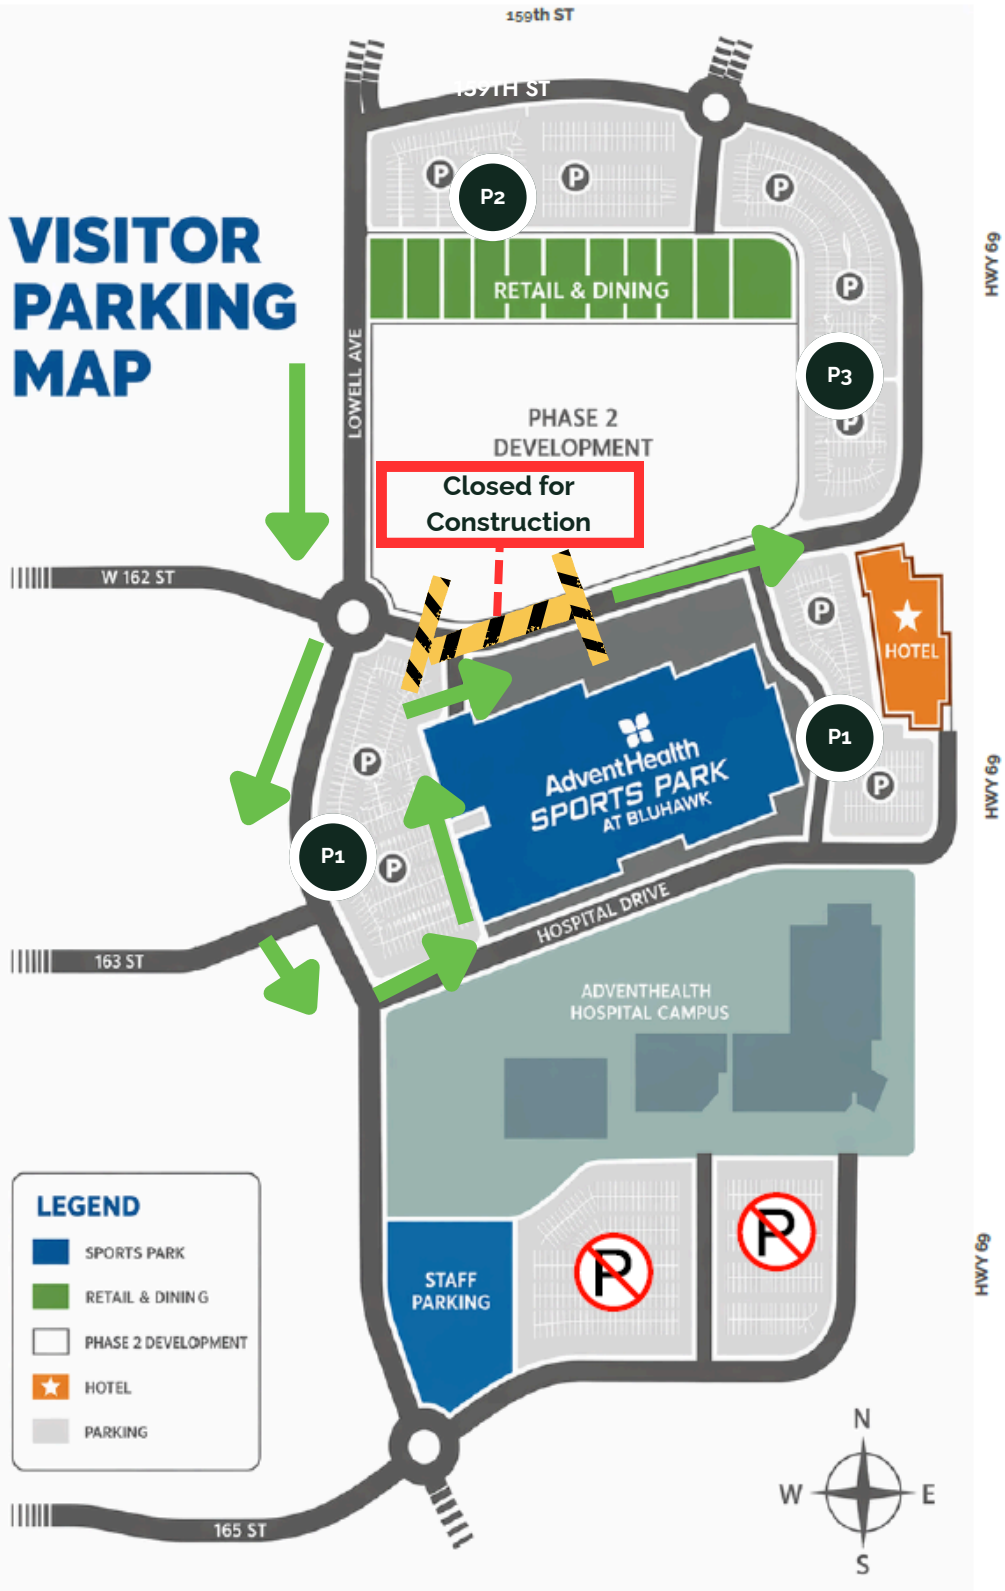 159th ST
159TH ST
P
P2
P
P
VISITOR
PARKING
MAP
HWY 69
P
RETAIL & DINING
LOWELL AVE
P3
P
PHASE 2
DEVELOPMENT
Closed for
Construction
W 162 ST
P
HOTEL
P1
AdventHealth
SPORTS PARK
AT BLUHAWK
P
P
HWY 69
P1
P
HOSPITAL DRIVE
163 ST
ADVENTHEALTH
HOSPITAL CAMPUS
LEGEND
SPORTS PARK
RETAIL & DINING
PHASE 2 DEVELOPMENT
HOTEL
PARKING
STAFF
PARKING
P
P
HWY 69
N
W
E
S
165 ST